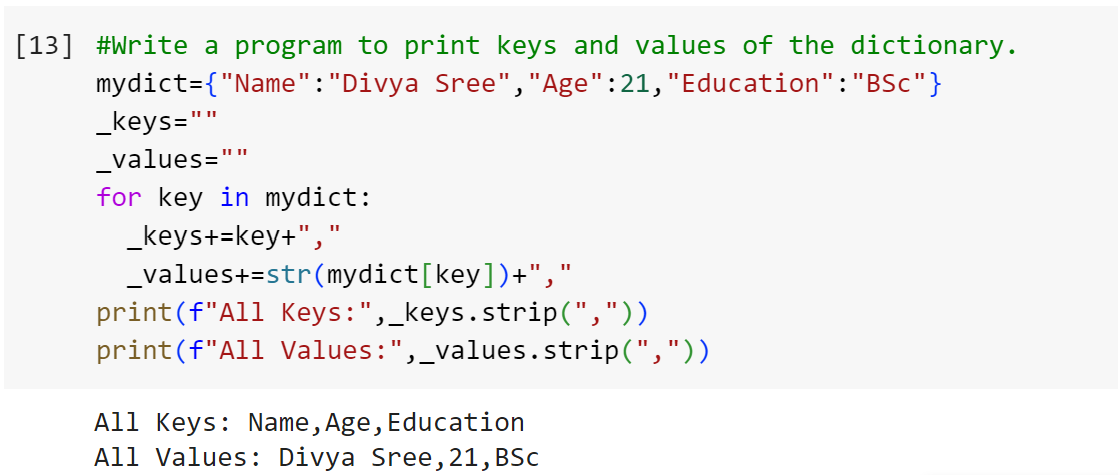 [13] #Write a program to print keys and values of the dictionary.
mydict={"Name":"Divya Sree","Age":21,"Education":"BSc"}
_keys=""
_values=""
for key in mydict:
  _keys+=key+","
  _values+=str(mydict[key])+","
print(f"All Keys:",_keys.strip(","))
print(f"All Values:",_values.strip(","))
All Keys: Name,Age,Education
All Values: Divya Sree,21,BSc